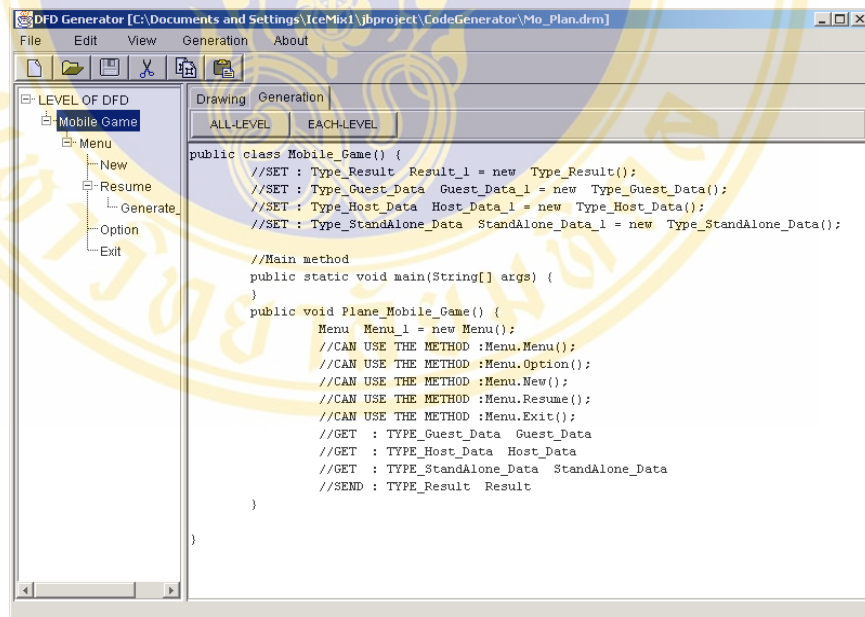 DFD Generator [C:\Documents and Settings\IceMix1\jbproject\CodeGenerator\Mo_Plan.drm]
File Edit View Generation About
LEVEL OF DFD
Mobile Game
Menu
New
Resume
Generate_
Option
Exit
Drawing Generation
ALL-LEVEL EACH-LEVEL
public class Mobile_Game() {
//SET : Type_Result Result_1 = new Type_Result();
//SET : Type_Guest_Data Guest_Data_1 = new Type_Guest_Data();
//SET : Type_Host_Data Host_Data_1 = new Type_Host_Data();
//SET : Type_StandAlone_Data StandAlone_Data_1 = new Type_StandAlone_Data();
//Main method
public static void main(String[] args) {
}
public void Plane_Mobile_Game() {
Menu Menu_1 = new Menu();
//CAN USE THE METHOD :Menu.Menu();
//CAN USE THE METHOD :Menu.Option();
//CAN USE THE METHOD :Menu.New();
//CAN USE THE METHOD :Menu.Resume();
//CAN USE THE METHOD :Menu.Exit();
//GET : TYPE_Guest_Data Guest_Data
//GET : TYPE_Host_Data Host_Data
//GET : TYPE_StandAlone_Data StandAlone_Data
//SEND : TYPE_Result Result
}
}